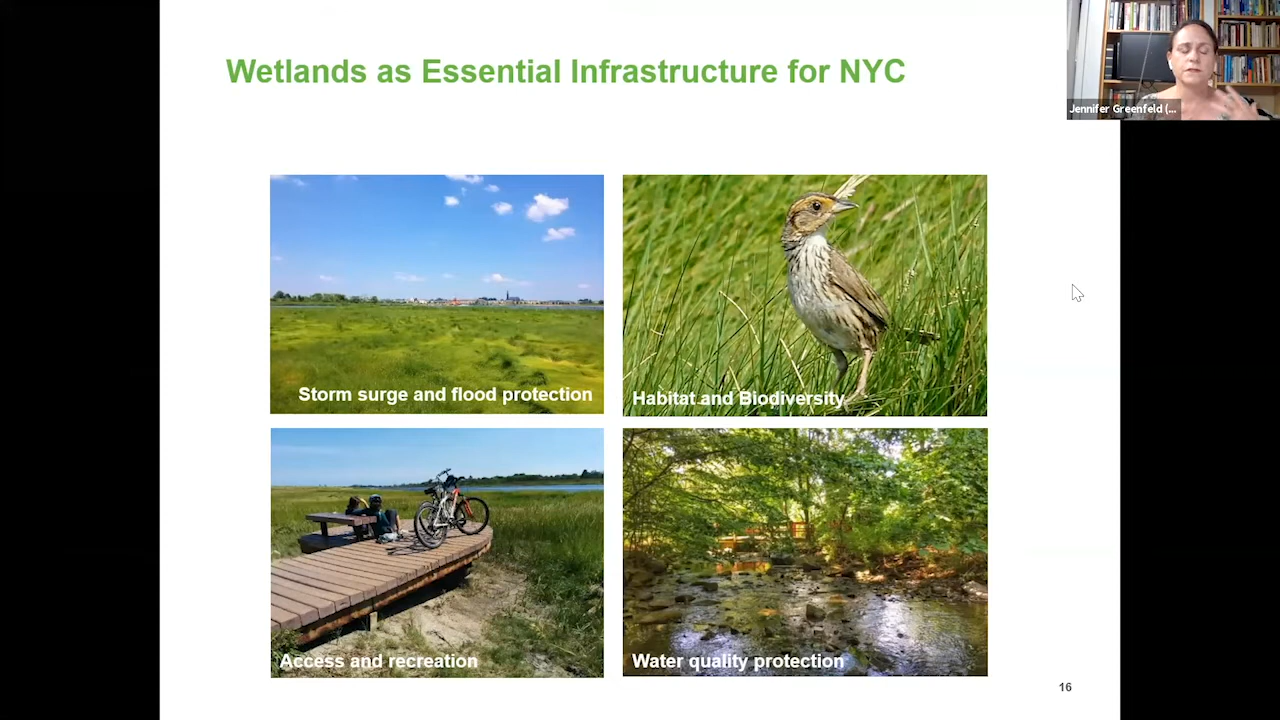 Wetlands as Essential Infrastructure for NYC
Jennifer Greenfeld (...
Storm surge and flood protection
Habitat and Biodiversity
Access and recreation
Water quality protection
16